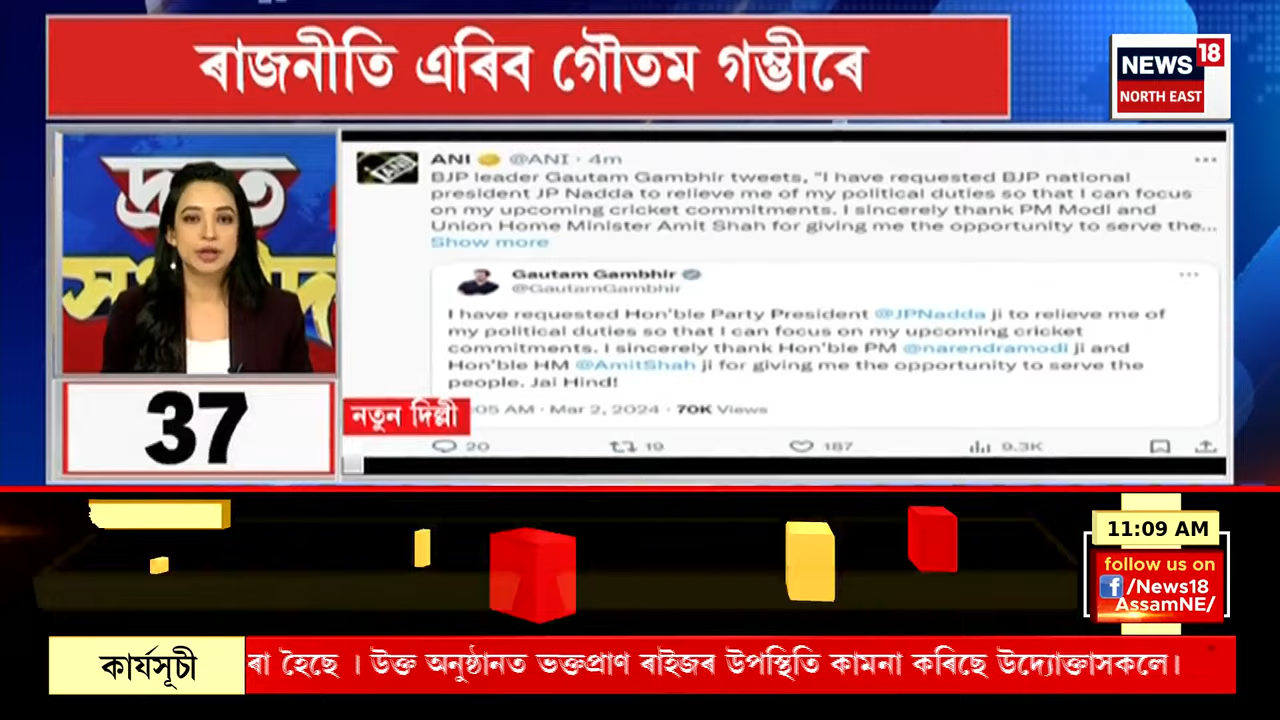 ৰাজনীতি এৰিব গৌতম গম্ভীৰে
NEWS 18
NORTH EAST
দ্ৰুত
ANI @ANI · 4m
BJP leader Gautam Gambhir tweets, "I have requested BJP national
president JP Nadda to relieve me of my political duties so that I can focus
on my upcoming cricket commitments. I sincerely thank PM Modi and
Union Home Minister Amit Shah for giving me the opportunity to serve the...
Show more
Gautam Gambhir
@GautamGambhir
I have requested Hon'ble Party President @JPNadda ji to relieve me of
my political duties so that I can focus on my upcoming cricket
commitments. I sincerely thank Hon'ble PM @narendramodi ji and
Hon'ble HM @AmitShah ji for giving me the opportunity to serve the
people. Jai Hind!
:05 AM · Mar 2, 2024 · 70K Views
20 19 187 9.3K
নতুন দিল্লী
37
11:09 AM
follow us on
f/News18
AssamNE/
কাৰ্যসূচী
ৰা হৈছে । উক্ত অনুষ্ঠানত ভক্তপ্ৰাণ ৰাইজৰ উপস্থিতি কামনা কৰিছে উদ্যোক্তাসকলে।